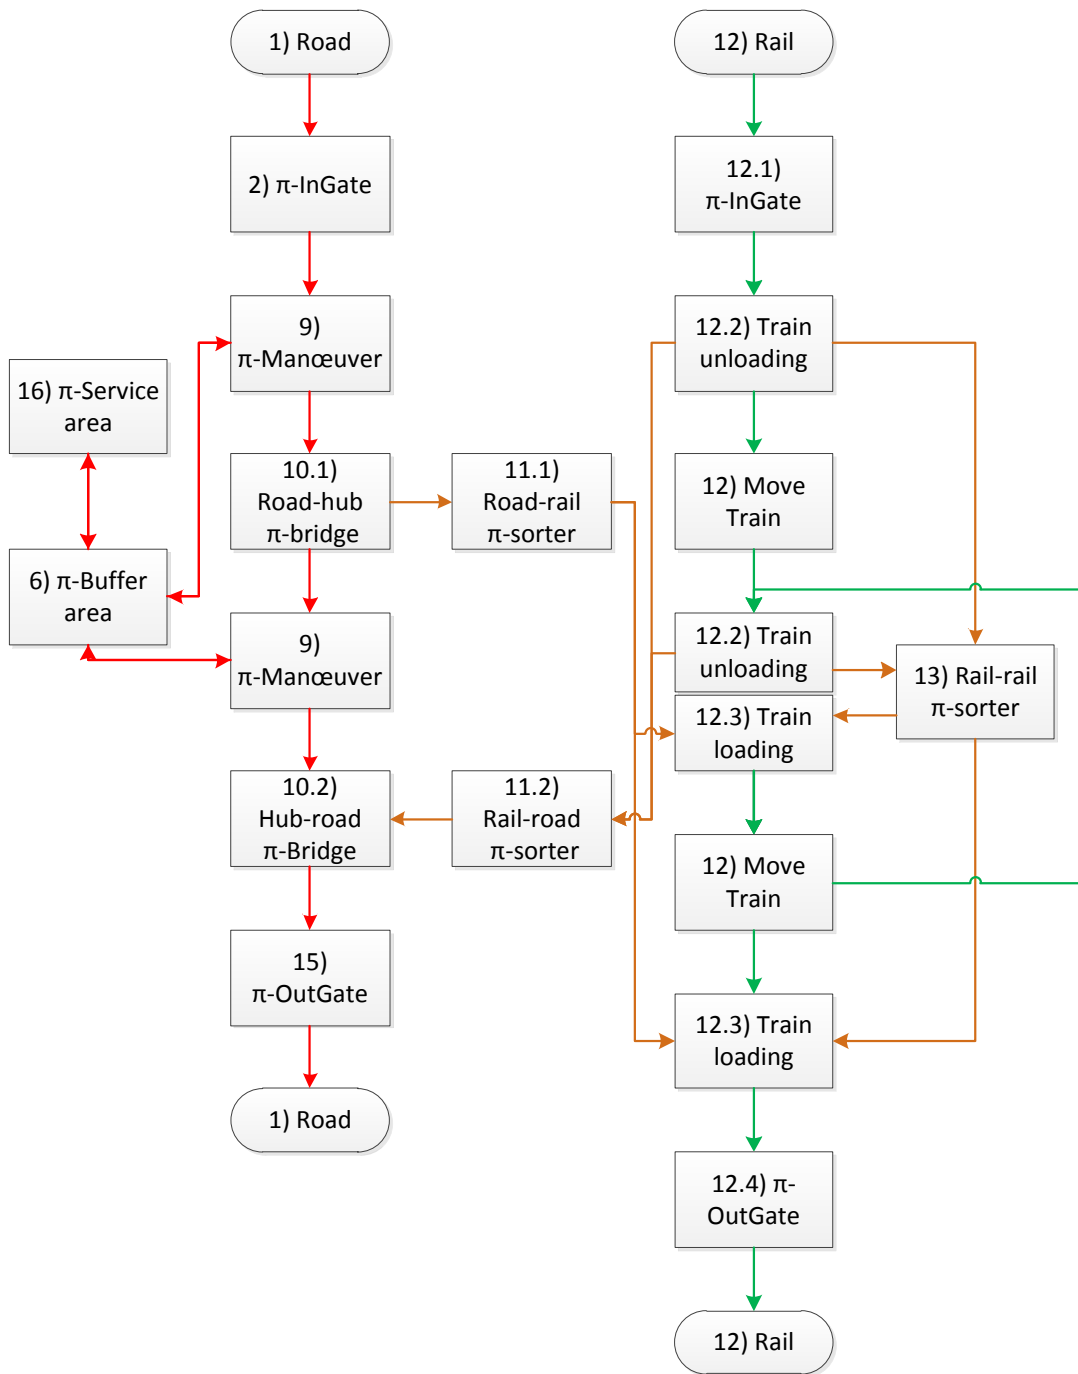 1) Road
2) π-InGate
9)
π-Manœuver
16) π-Service
area
10.1)
Road-hub
π-bridge
11.1)
Road-rail
π-sorter
6) π-Buffer
area
9)
π-Manœuver
10.2)
Hub-road
π-Bridge
11.2)
Rail-road
π-sorter
15)
π-OutGate
1) Road
12) Rail
12.1)
π-InGate
12.2) Train
unloading
12) Move
Train
12.2) Train
unloading
13) Rail-rail
π-sorter
12.3) Train
loading
12) Move
Train
12.3) Train
loading
12.4) π-
OutGate
12) Rail